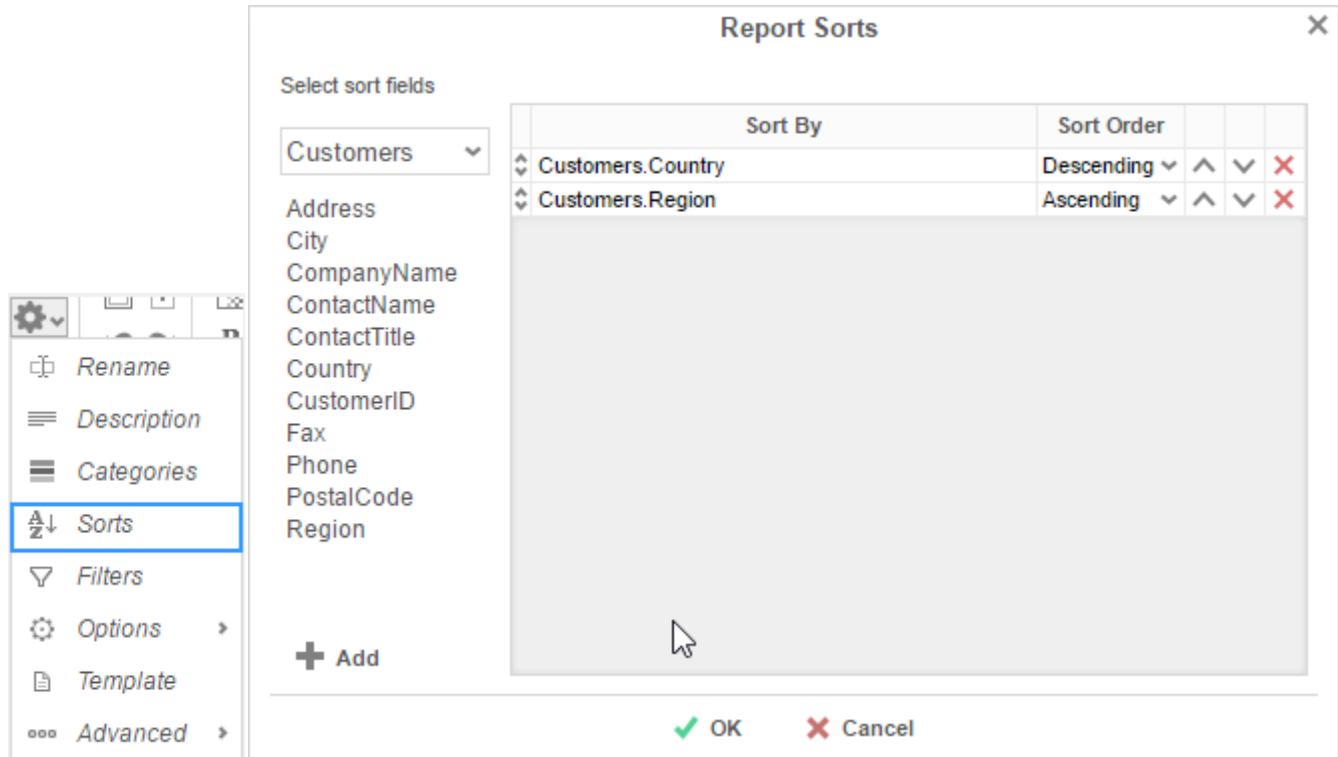 Report Sorts
Select sort fields
Customers
Address
City
CompanyName
ContactName
ContactTitle
Country
CustomerID
Fax
Phone
PostalCode
Region
Add
Sort By Sort Order
Customers.Country Descending
Customers.Region Ascending
OK Cancel
Rename
Description
Categories
Sorts
Filters
Options
Template
Advanced